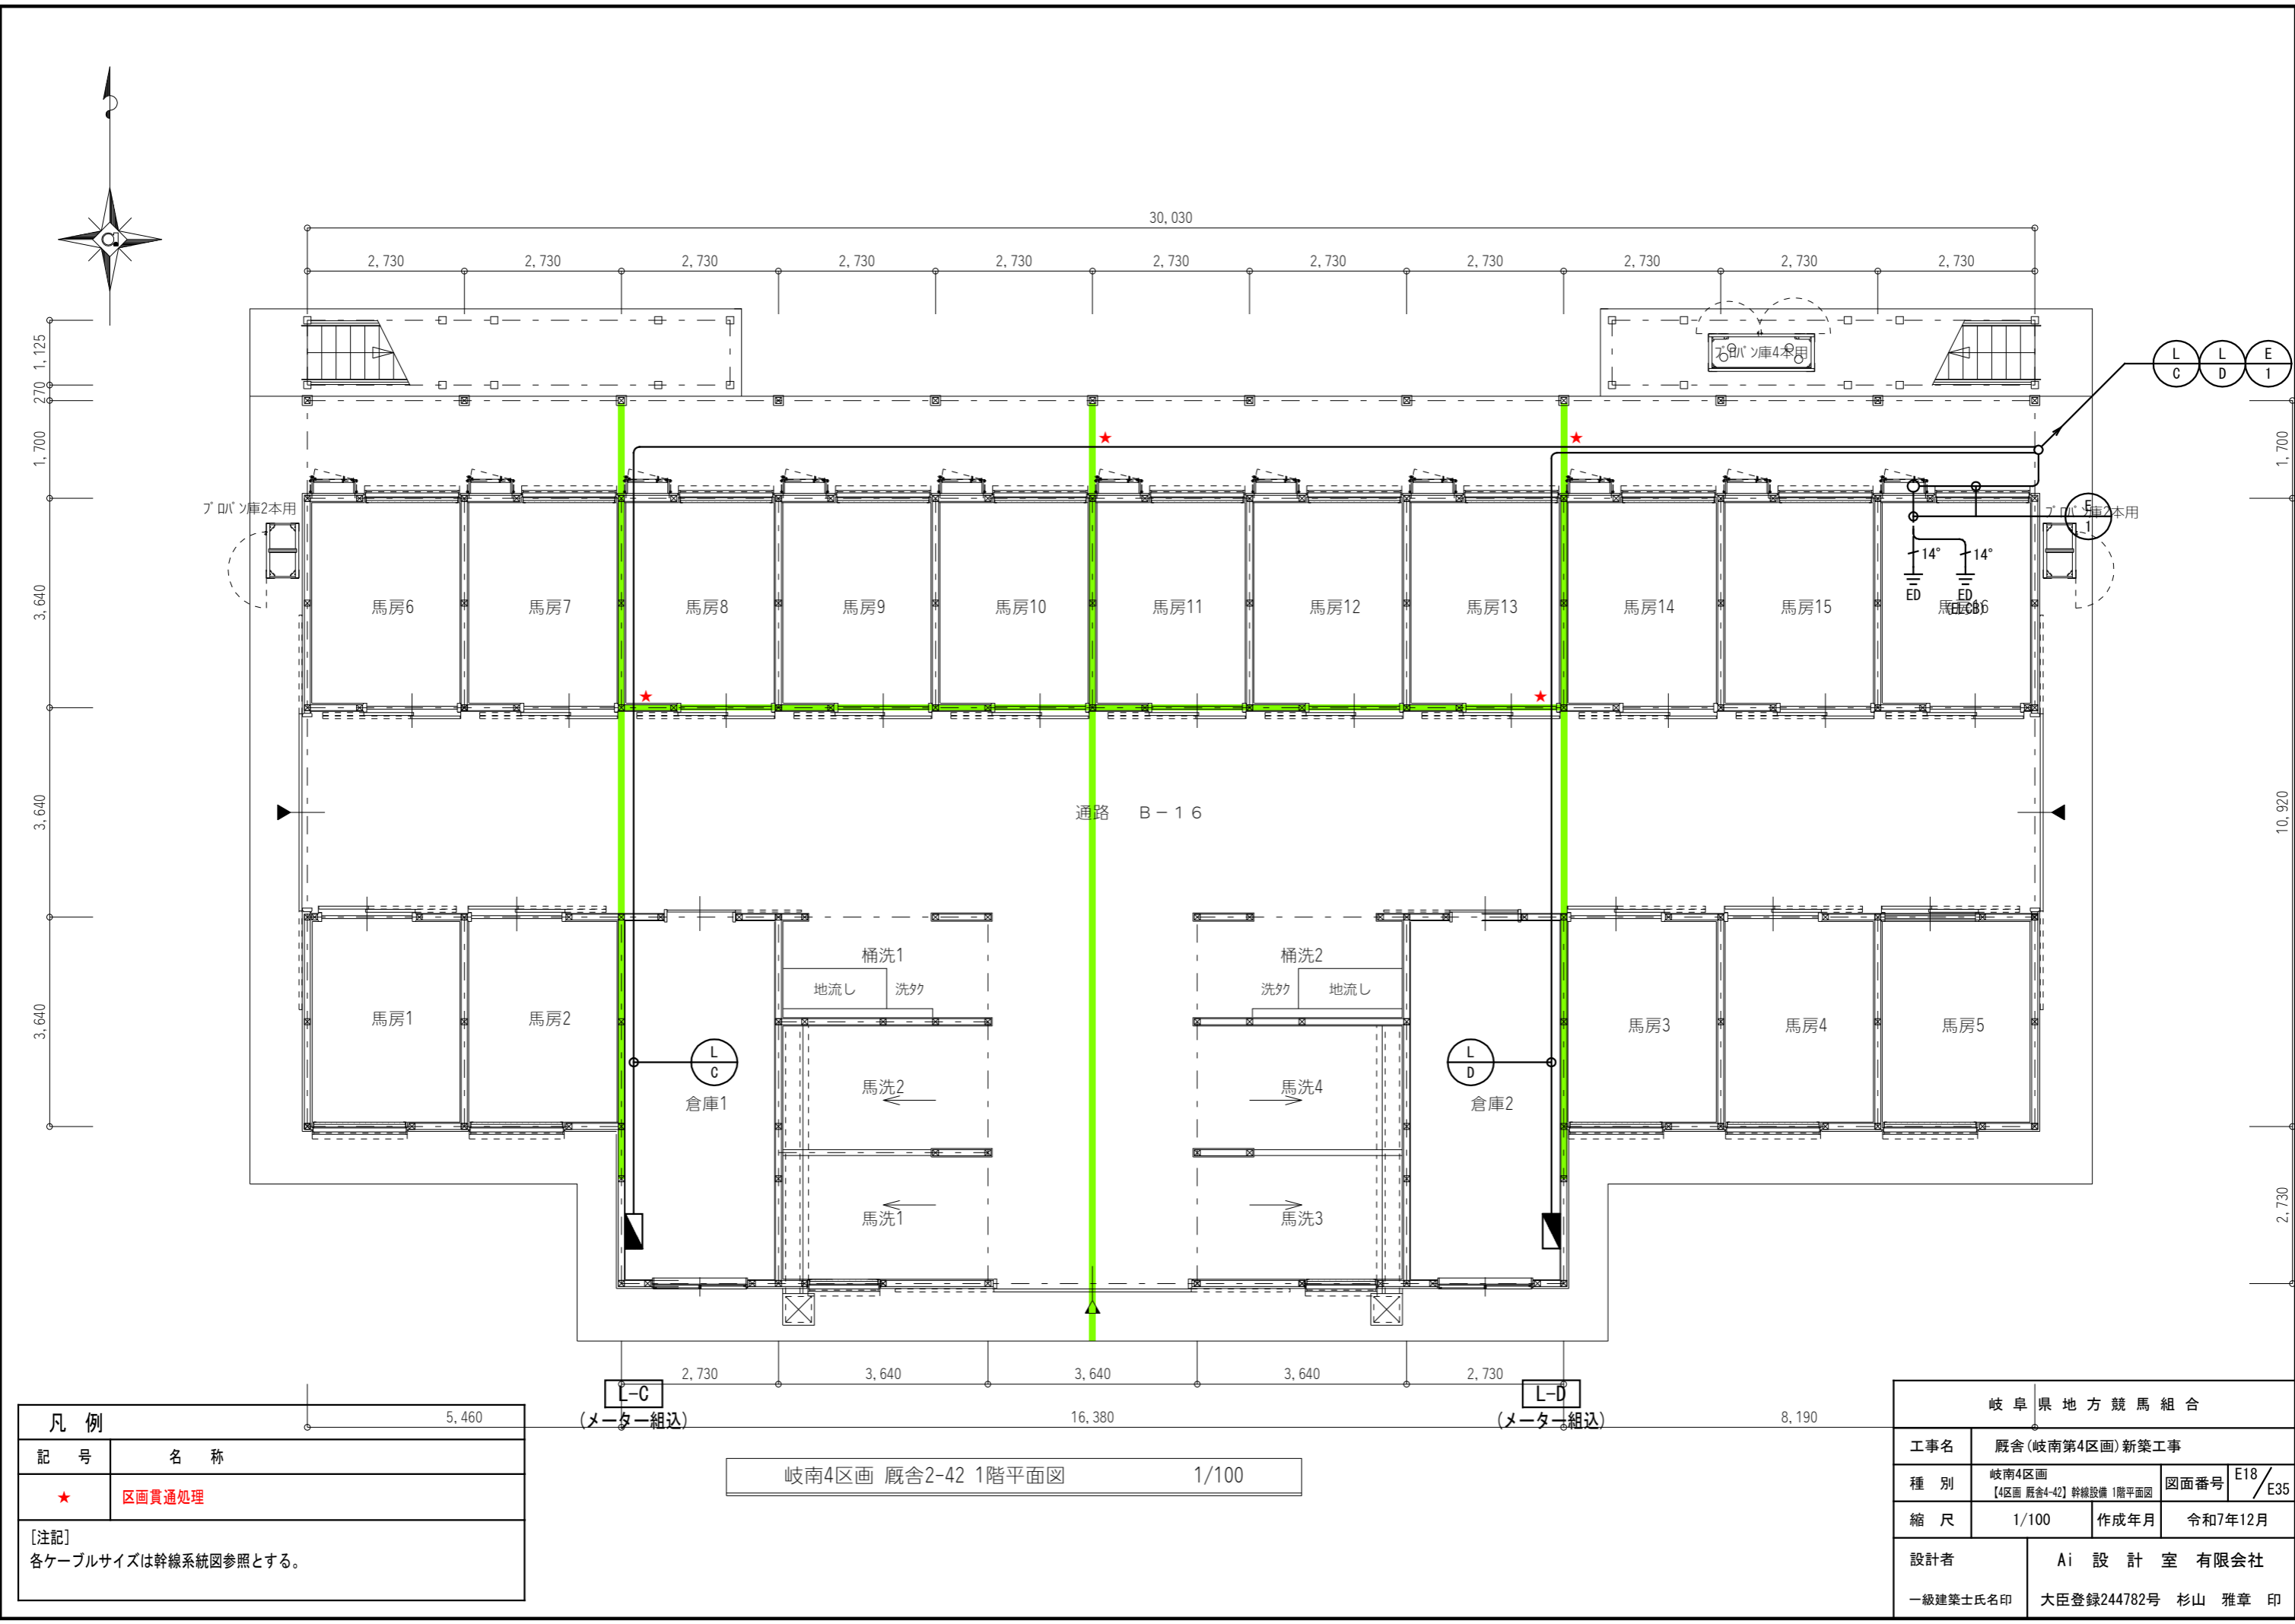 30,030
2,730 2,730 2,730 2,730 2,730 2,730 2,730 2,730 2,730 2,730 2,730
1,125
270
1,700
3,640
3,640
3,640
1,700
10,920
2,730
プロパン庫4本用
L C
L D
E 1
プロパン庫2本用
プロパン庫2本用
E 1
14°
14°
ED
ED
(ELCB)
馬房6 馬房7 馬房8 馬房9 馬房10 馬房11 馬房12 馬房13 馬房14 馬房15 馬房16
★ ★
★ ★
通路 B-16
桶洗1
地流し 洗タク
桶洗2
洗タク 地流し
馬房1 馬房2
馬房3 馬房4 馬房5
L C
L D
倉庫1
馬洗2
馬洗4
倉庫2
馬洗1
馬洗3
2,730 3,640 3,640 3,640 2,730
L-C
(メーター組込)
L-D
(メーター組込)
5,460 16,380 8,190
岐南4区画 厩舎2-42 1階平面図 1/100
凡 例
記 号 名 称
★ 区画貫通処理
[注記]
各ケーブルサイズは幹線系統図参照とする。
岐阜県地方競馬組合
工事名 厩舎(岐南第4区画)新築工事
種 別 岐南4区画
【4区画 厩舎4-42】幹線設備 1階平面図
図面番号 E18/E35
縮 尺 1/100 作成年月 令和7年12月
設計者 Ai 設 計 室 有限会社
一級建築士氏名印 大臣登録244782号 杉山 雅章 印